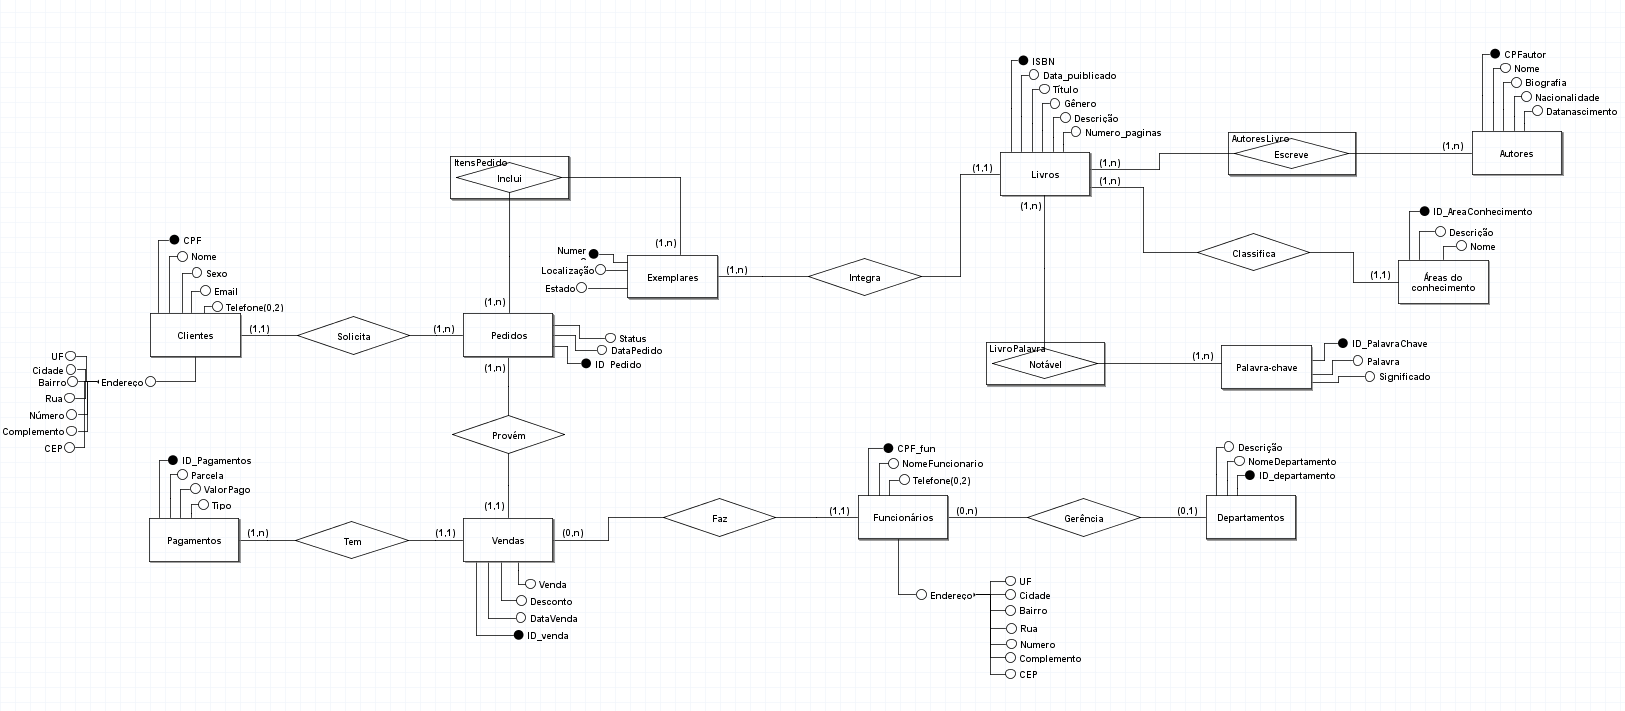 ISBN
Data_puiblicado
Título
Gênero
Descrição
Numero_paginas
Livros
(1,1)
(1,n)
(1,n)
(1,n)
AutoresLivro
Escreve
(1,n)
CPFautor
Nome
Biografia
Nacionalidade
Datanascimento
Autores
ItensPedido
Inclui
(1,n)
(1,n)
Numer
Localização
Estado
Exemplares
(1,n)
Integra
Classifica
(1,1)
ID_AreaConhecimento
Descrição
Nome
Áreas do
conhecimento
CPF
Nome
Sexo
Email
Telefone(0,2)
Clientes
(1,1)
Solicita
(1,n)
Pedidos
Status
DataPedido
ID_Pedido
(1,n)
UF
Cidade
Bairro
Endereço
Rua
Número
Complemento
CEP
LivroPalavra
Notável
(1,n)
Palavra-chave
ID_PalavraChave
Palavra
Significado
Provém
(1,1)
ID_Pagamentos
Parcela
ValorPago
Tipo
Pagamentos
(1,n)
Tem
(1,1)
Vendas
(0,n)
Venda
Desconto
DataVenda
ID_venda
Faz
(1,1)
CPF_fun
NomeFuncionario
Telefone(0,2)
Funcionários
(0,n)
Gerência
(0,1)
Descrição
NomeDepartamento
ID_departamento
Departamentos
Endereço
UF
Cidade
Bairro
Rua
Numero
Complemento
CEP